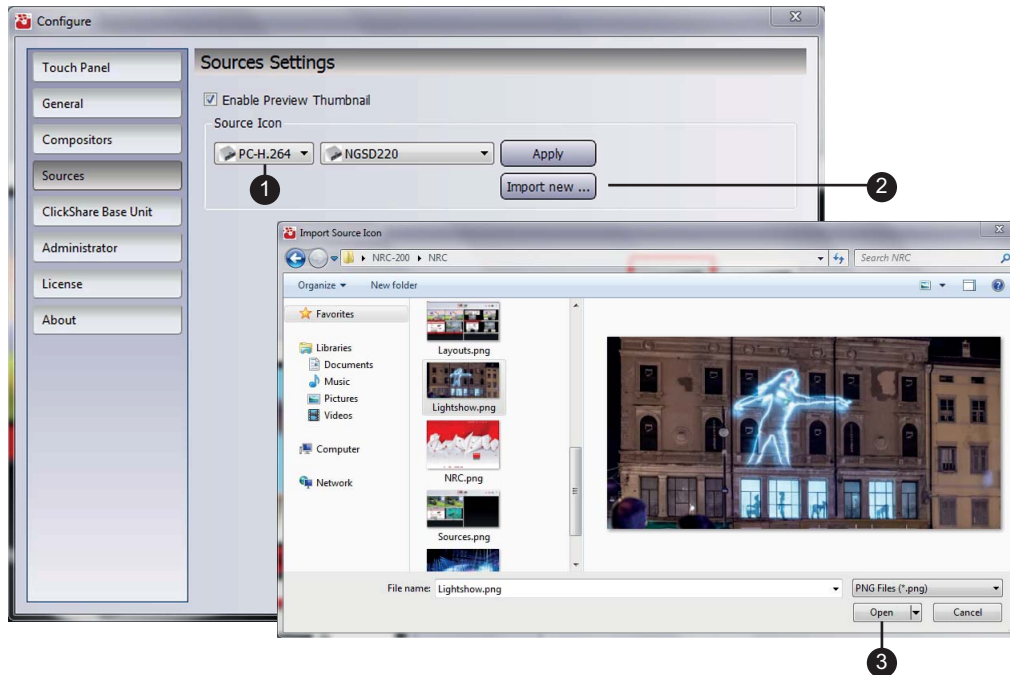 Configure
Touch Panel
General
Compositors
Sources
ClickShare Base Unit
Administrator
License
About
Sources Settings
Enable Preview Thumbnail
Source Icon
PC-H.264
NGSD220
Apply
Import new ...
1
2
Import Source Icon
NRC-200
NRC
Search NRC
Organize
New folder
Favorites
Libraries
Documents
Music
Pictures
Videos
Computer
Network
Layouts.png
Lightshow.png
NRC.png
Sources.png
File name:
Lightshow.png
PNG Files (*.png)
Open
Cancel
3